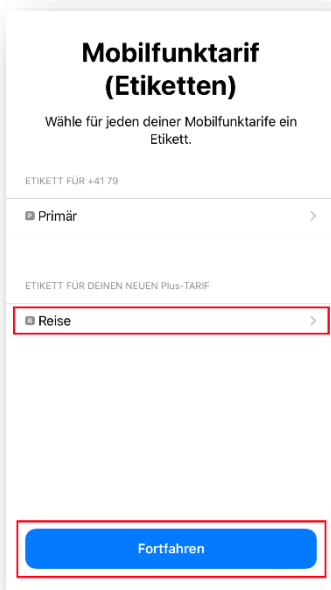 Mobilfunktarif
(Etiketten)
Wähle für jeden deiner Mobilfunktarife ein
Etikett.
ETIKETT FÜR +41 79
P Primär
ETIKETT FÜR DEINEN NEUEN Plus-TARIF
R Reise
Fortfahren